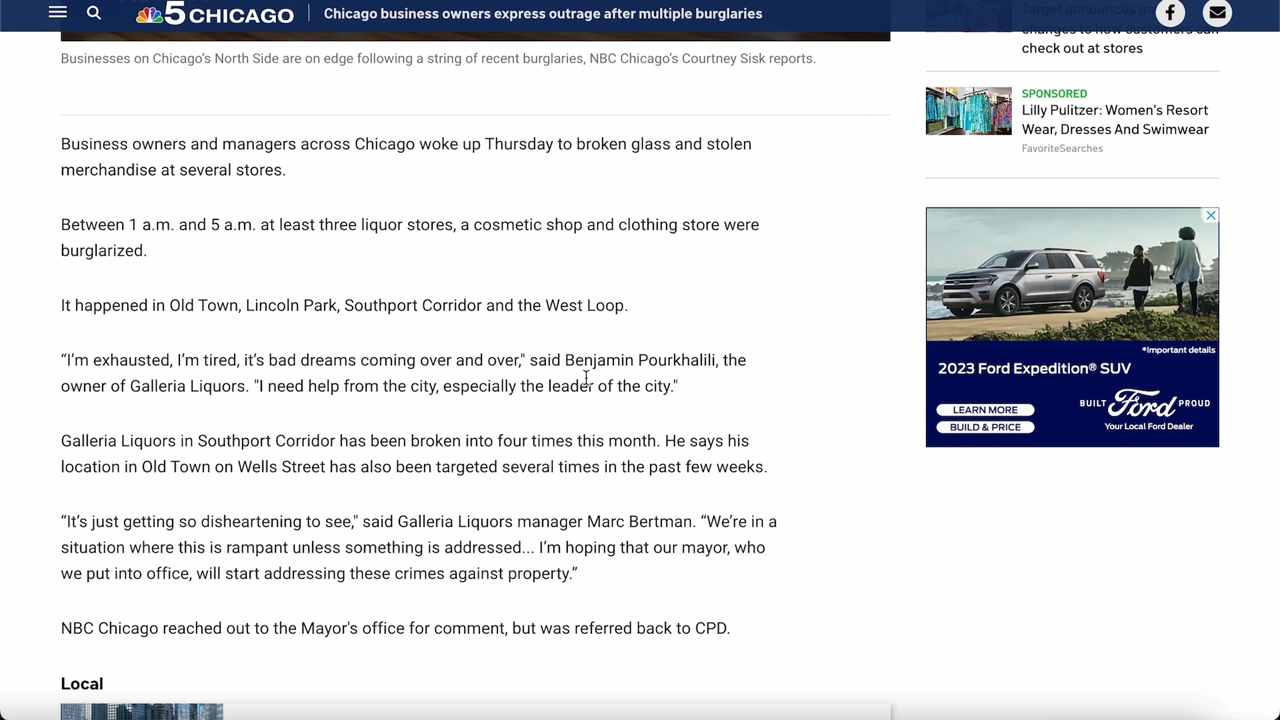 5 CHICAGO
Chicago business owners express outrage after multiple burglaries
Businesses on Chicago’s North Side are on edge following a string of recent burglaries, NBC Chicago’s Courtney Sisk reports.
Business owners and managers across Chicago woke up Thursday to broken glass and stolen
merchandise at several stores.
Between 1 a.m. and 5 a.m. at least three liquor stores, a cosmetic shop and clothing store were
burglarized.
It happened in Old Town, Lincoln Park, Southport Corridor and the West Loop.
“I’m exhausted, I’m tired, it’s bad dreams coming over and over," said Benjamin Pourkhalili, the
owner of Galleria Liquors. "I need help from the city, especially the leader of the city."
Galleria Liquors in Southport Corridor has been broken into four times this month. He says his
location in Old Town on Wells Street has also been targeted several times in the past few weeks.
“It’s just getting so disheartening to see," said Galleria Liquors manager Marc Bertman. “We’re in a
situation where this is rampant unless something is addressed... I’m hoping that our mayor, who
we put into office, will start addressing these crimes against property.”
NBC Chicago reached out to the Mayor's office for comment, but was referred back to CPD.
Local
Target announces
changes to how customers can
check out at stores
SPONSORED
Lilly Pulitzer: Women's Resort
Wear, Dresses And Swimwear
FavoriteSearches
*Important details
2023 Ford Expedition® SUV
LEARN MORE
BUILD & PRICE
BUILT Ford PROUD
Your Local Ford Dealer